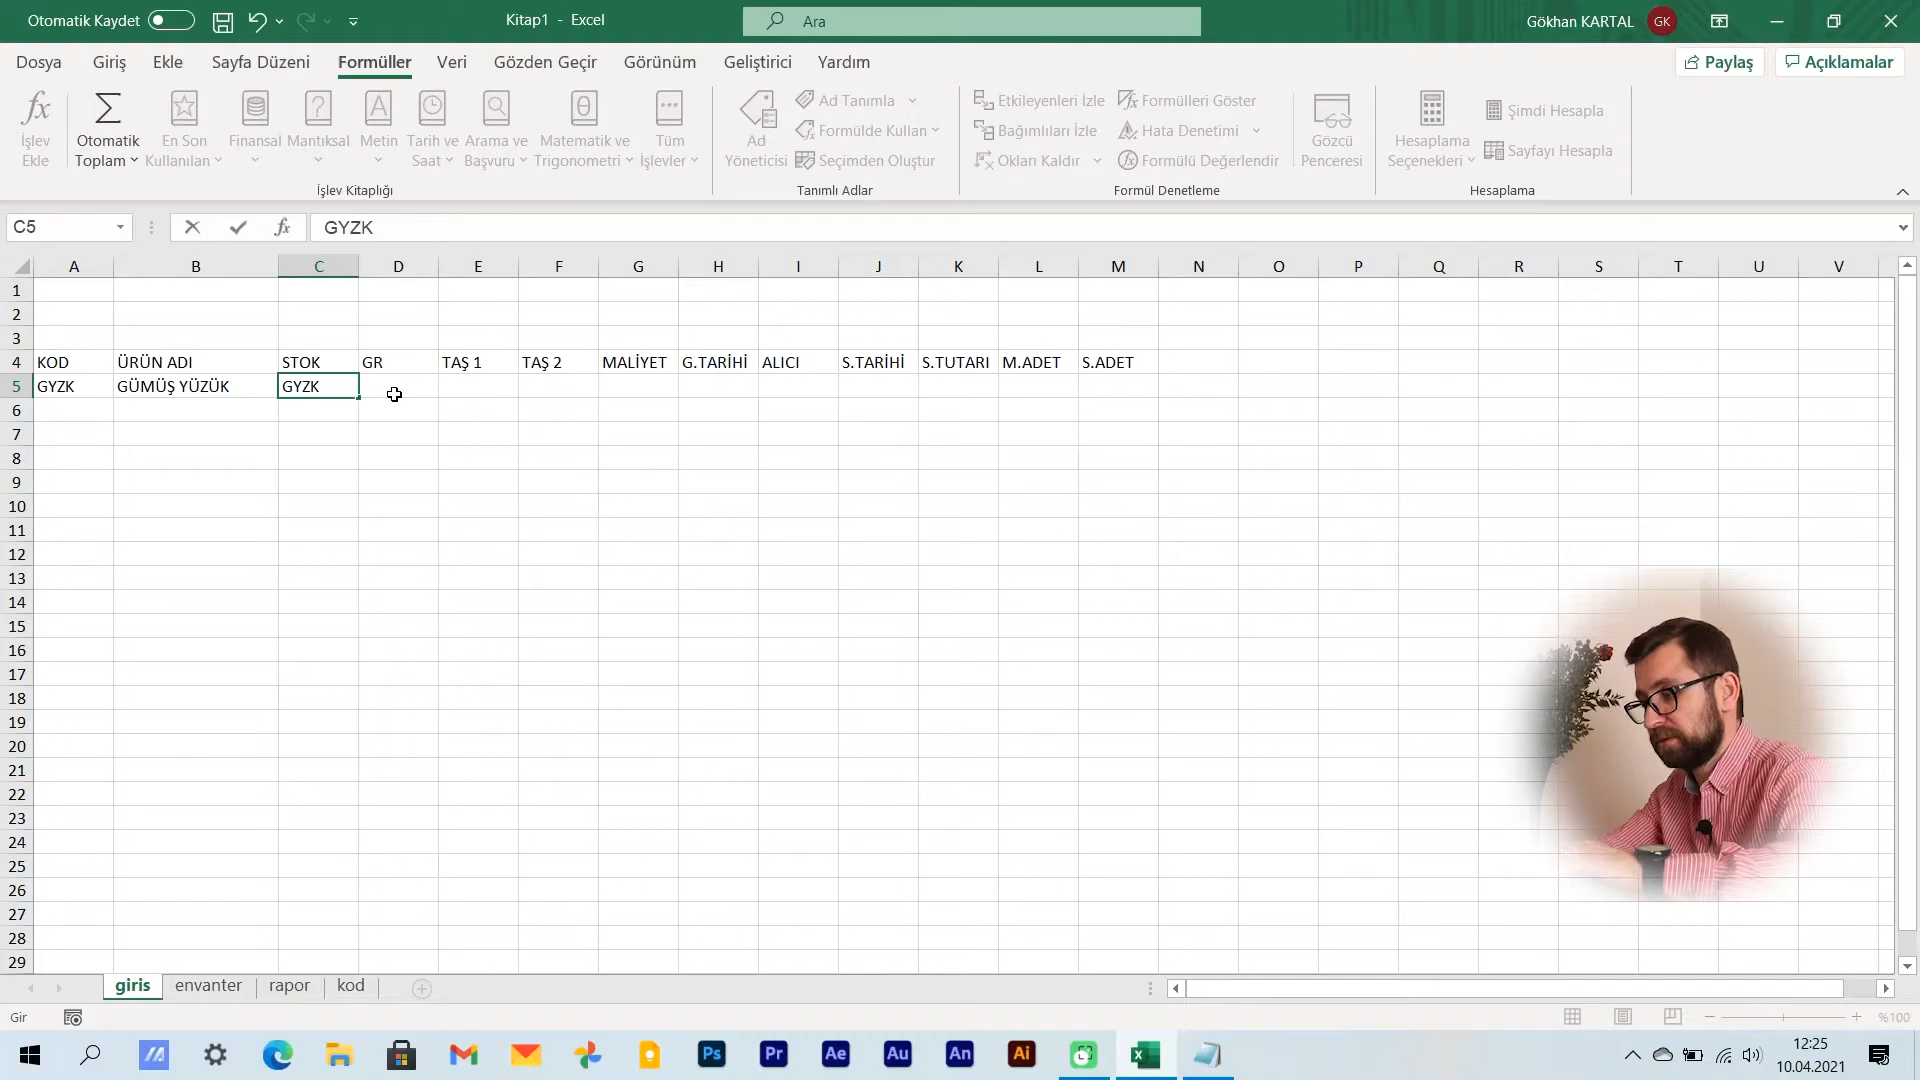 Otomatik Kaydet
Kitap1 - Excel
Ara
Gökhan KARTAL
GK
Dosya
Giriş
Ekle
Sayfa Düzeni
Formüller
Veri
Gözden Geçir
Görünüm
Geliştirici
Yardım
Paylaş
Açıklamalar
İşlev
Ekle
Otomatik
Toplam
En Son
Kullanılan
Finansal
Mantıksal
Metin
Tarih ve
Saat
Arama ve
Başvuru
Matematik ve
Trigonometri
Tüm
İşlevler
İşlev Kitaplığı
Ad
Yöneticisi
Ad Tanımla
Formülde Kullan
Seçimden Oluştur
Tanımlı Adlar
Etkileyenleri İzle
Bağımlıları İzle
Okları Kaldır
Formülleri Göster
Hata Denetimi
Formülü Değerlendir
Formül Denetleme
Gözcü
Penceresi
Hesaplama
Seçenekleri
Şimdi Hesapla
Sayfayı Hesapla
Hesaplama
C5
fx
GYZK
A B C D E F G H I J K L M N O P Q R S T U V
1
2
3
4 KOD ÜRÜN ADI STOK GR TAŞ 1 TAŞ 2 MALİYET G.TARİHİ ALICI S.TARİHİ S.TUTARI M.ADET S.ADET
5 GYZK GÜMÜŞ YÜZÜK GYZK
6
7
8
9
10
11
12
13
14
15
16
17
18
19
20
21
22
23
24
25
26
27
28
29
giris
envanter
rapor
kod
Gir
%100
Ps
Pr
Ae
Au
An
Ai
12:25
10.04.2021